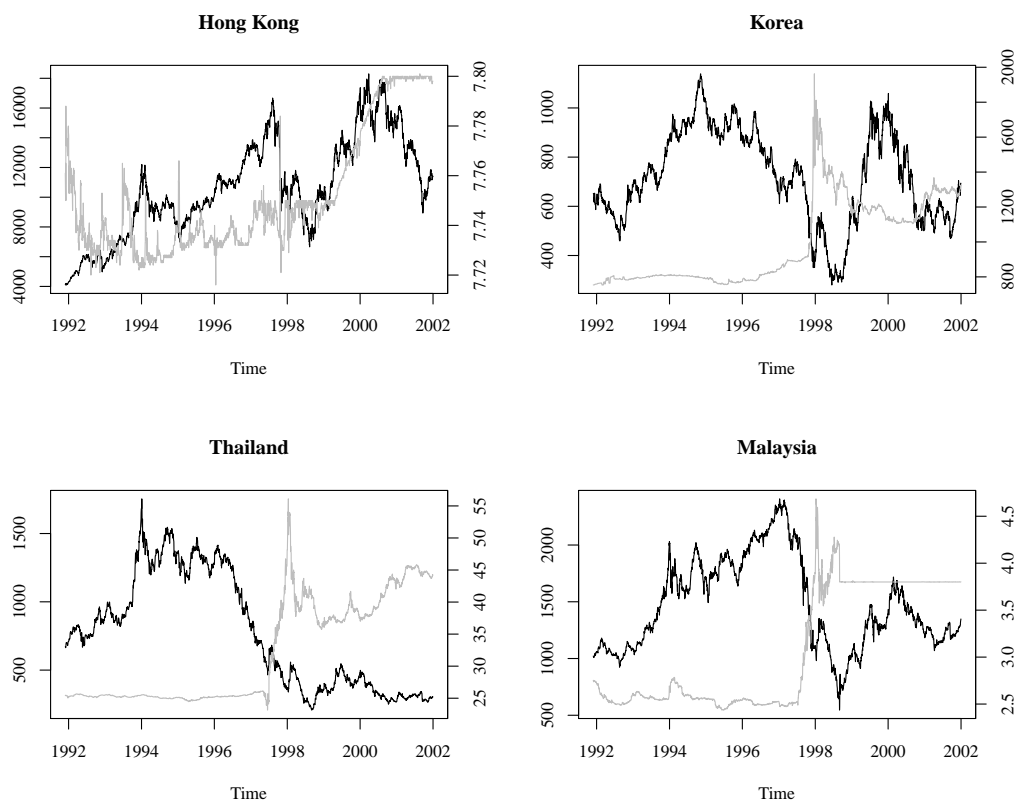 Hong Kong
4000 8000 12000 16000
7.72 7.74 7.76 7.78 7.80
1992 1994 1996 1998 2000 2002
Time
Korea
400 600 800 1000
800 1200 1600 2000
1992 1994 1996 1998 2000 2002
Time
Thailand
500 1000 1500
25 30 35 40 45 50 55
1992 1994 1996 1998 2000 2002
Time
Malaysia
500 1000 1500 2000
2.5 3.0 3.5 4.0 4.5
1992 1994 1996 1998 2000 2002
Time